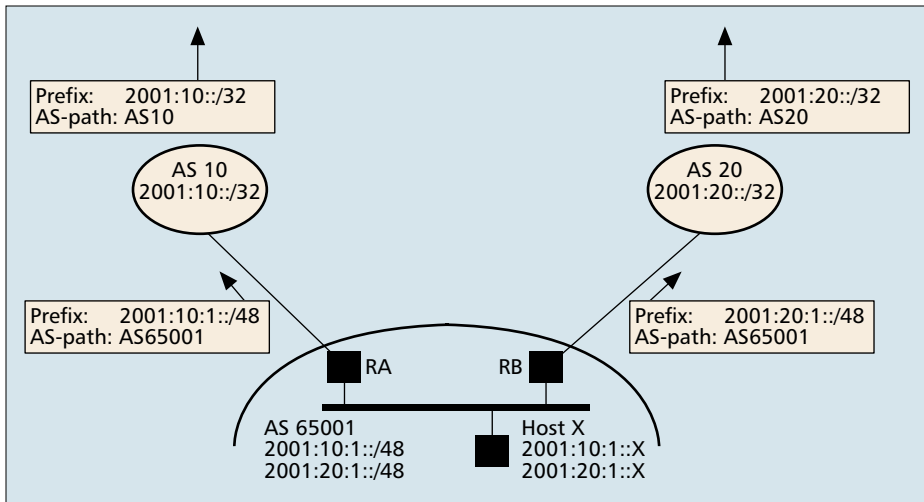 Prefix: 2001:10::/32
AS-path: AS10
Prefix: 2001:20::/32
AS-path: AS20
AS 10
2001:10::/32
AS 20
2001:20::/32
Prefix: 2001:10:1::/48
AS-path: AS65001
Prefix: 2001:20:1::/48
AS-path: AS65001
RA
RB
AS 65001
2001:10:1::/48
2001:20:1::/48
Host X
2001:10:1::X
2001:20:1::X